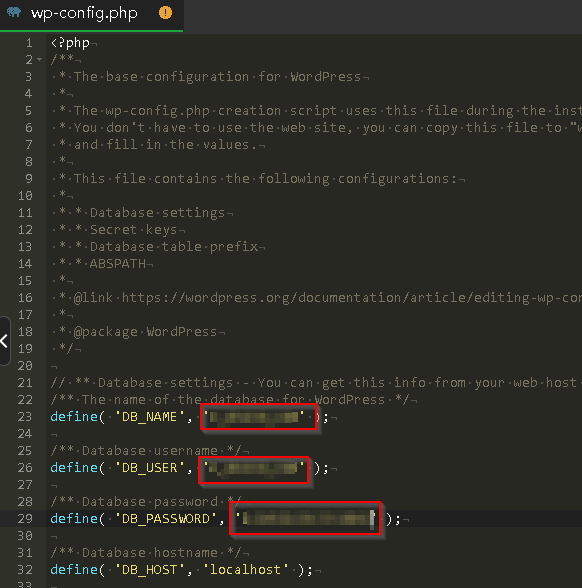 wp-config.php
1 <?php
2 /**
3 * The base configuration for WordPress
4 *
5 * The wp-config.php creation script uses this file during the inst
6 * You don't have to use the web site, you can copy this file to "w
7 * and fill in the values.
8 *
9 * This file contains the following configurations:
10 *
11 * * Database settings
12 * * Secret keys
13 * * Database table prefix
14 * * ABSPATH
15 *
16 * @link https://wordpress.org/documentation/article/editing-wp-con
17 *
18 * @package WordPress
19 */
20
21 // ** Database settings - You can get this info from your web host
22 /** The name of the database for WordPress */
23 define( 'DB_NAME', ' ' );
24
25 /** Database username */
26 define( 'DB_USER', ' ' );
27
28 /** Database password */
29 define( 'DB_PASSWORD', ' ' );
30
31 /** Database hostname */
32 define( 'DB_HOST', 'localhost' );
33